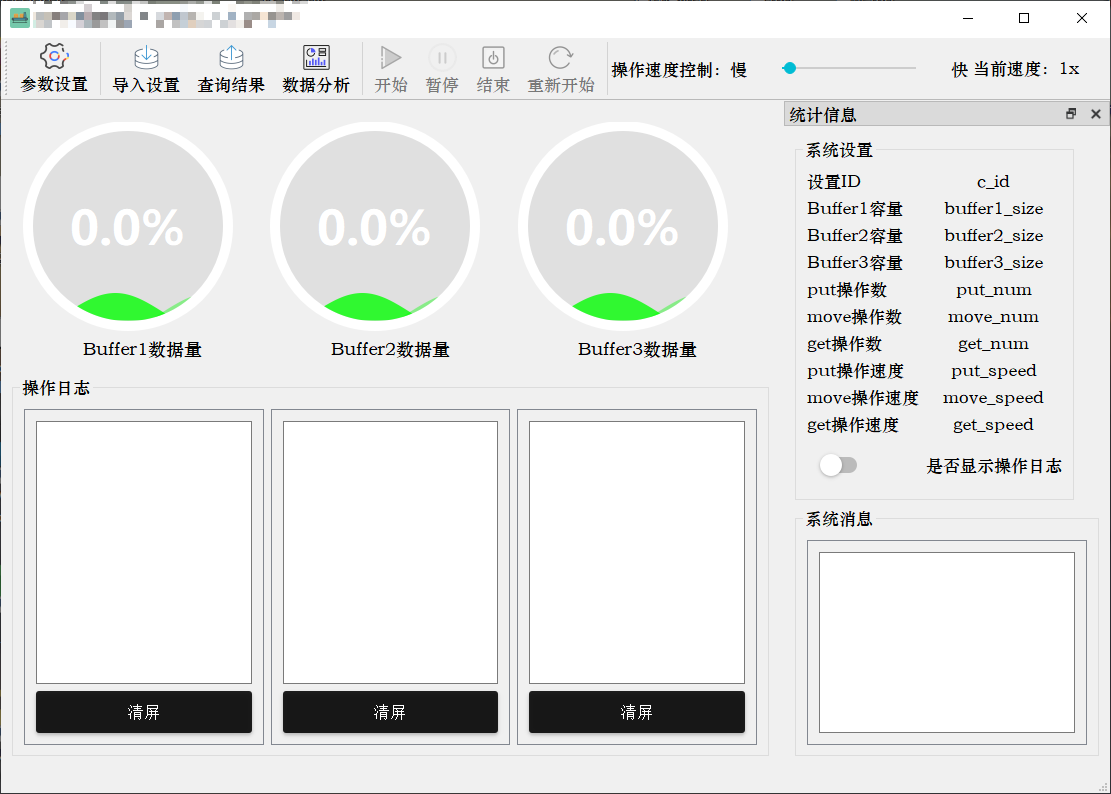 参数设置 导入设置 查询结果 数据分析 开始 暂停 结束 重新开始 操作速度控制：慢 快 当前速度：1x
0.0% 0.0% 0.0%
Buffer1数据量 Buffer2数据量 Buffer3数据量
操作日志
清屏 清屏 清屏
统计信息
系统设置
设置ID c_id
Buffer1容量 buffer1_size
Buffer2容量 buffer2_size
Buffer3容量 buffer3_size
put操作数 put_num
move操作数 move_num
get操作数 get_num
put操作速度 put_speed
move操作速度 move_speed
get操作速度 get_speed
是否显示操作日志
系统消息